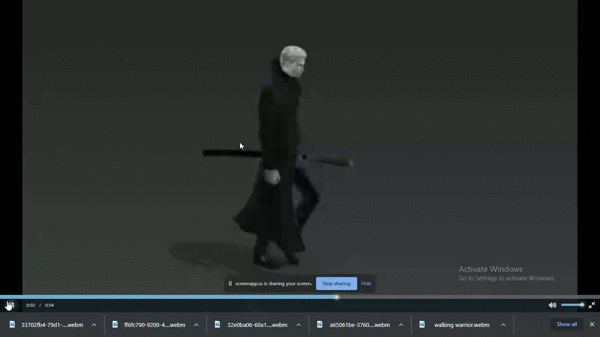 Activate Windows
Go to Settings to activate Windows.
screenapp.io is sharing your screen.
Stop sharing
Hide
0:02 / 0:04
33702fb4-79d1-....webm
ff6fc790-9200-4....webm
32e0ba06-60a1....webm
a65061be-3760....webm
walking warrior.webm
Show all